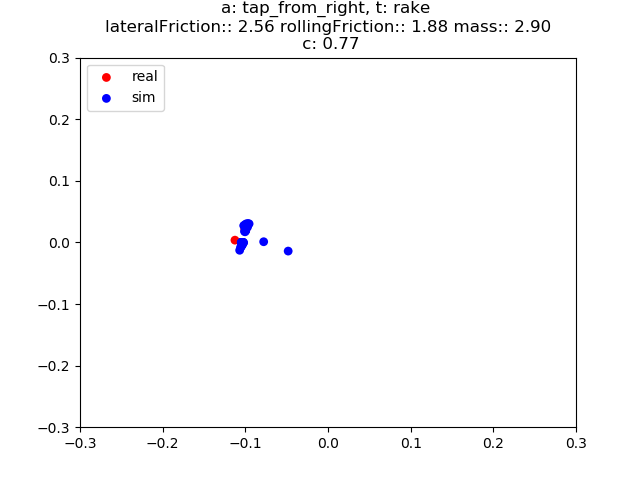 a: tap_from_right, t: rake
lateralFriction:: 2.56 rollingFriction:: 1.88 mass:: 2.90
c: 0.77
real
sim
0.3
0.2
0.1
0.0
−0.1
−0.2
−0.3
−0.3
−0.2
−0.1
0.0
0.1
0.2
0.3